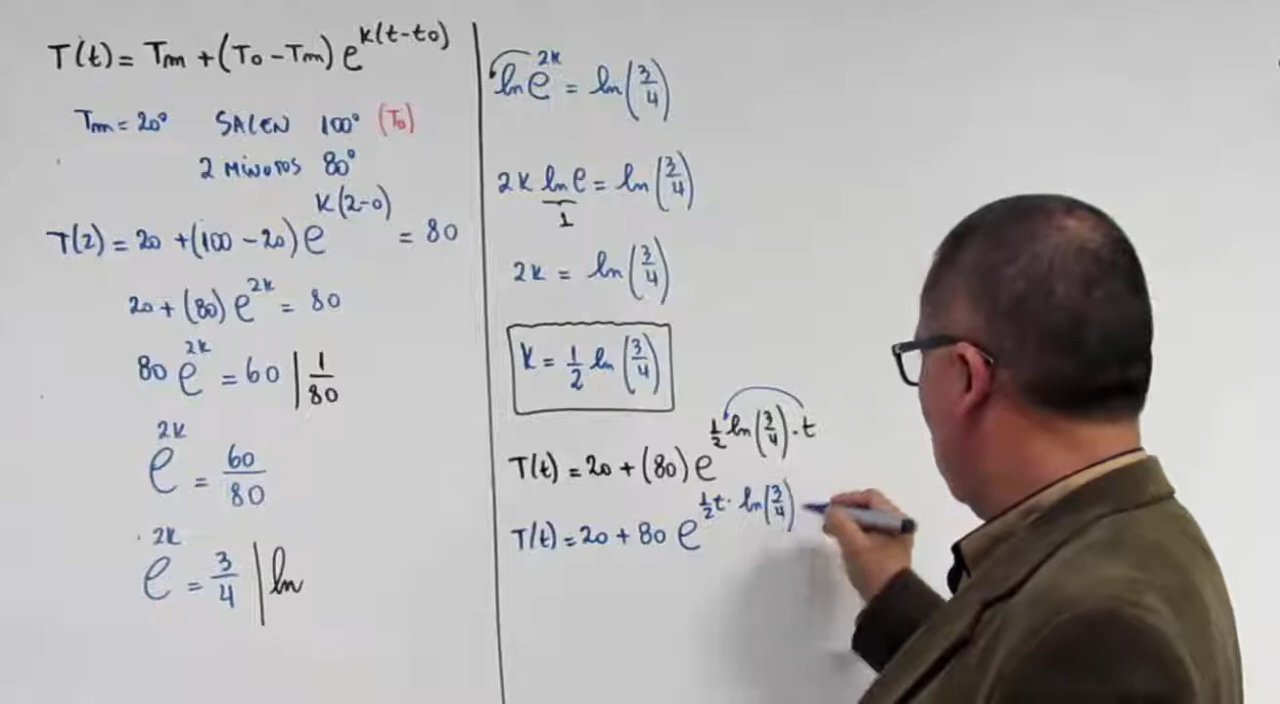 T(t) = Tm + (To - Tm) e^k(t-to)
Tm = 20° SALEN 100° (To)
2 MINUTOS 80°
T(2) = 20 + (100 - 20) e^k(2-0) = 80
20 + (80) e^2k = 80
80 e^2k = 60 | 1/80
e^2k = 60/80
e^2k = 3/4 | ln
ln e^2k = ln(3/4)
2k ln e = ln(3/4)
1
2k = ln(3/4)
k = 1/2 ln(3/4)
T(t) = 20 + (80) e^1/2 ln(3/4) · t
T(t) = 20 + 80 e^1/2 t · ln(3/4)